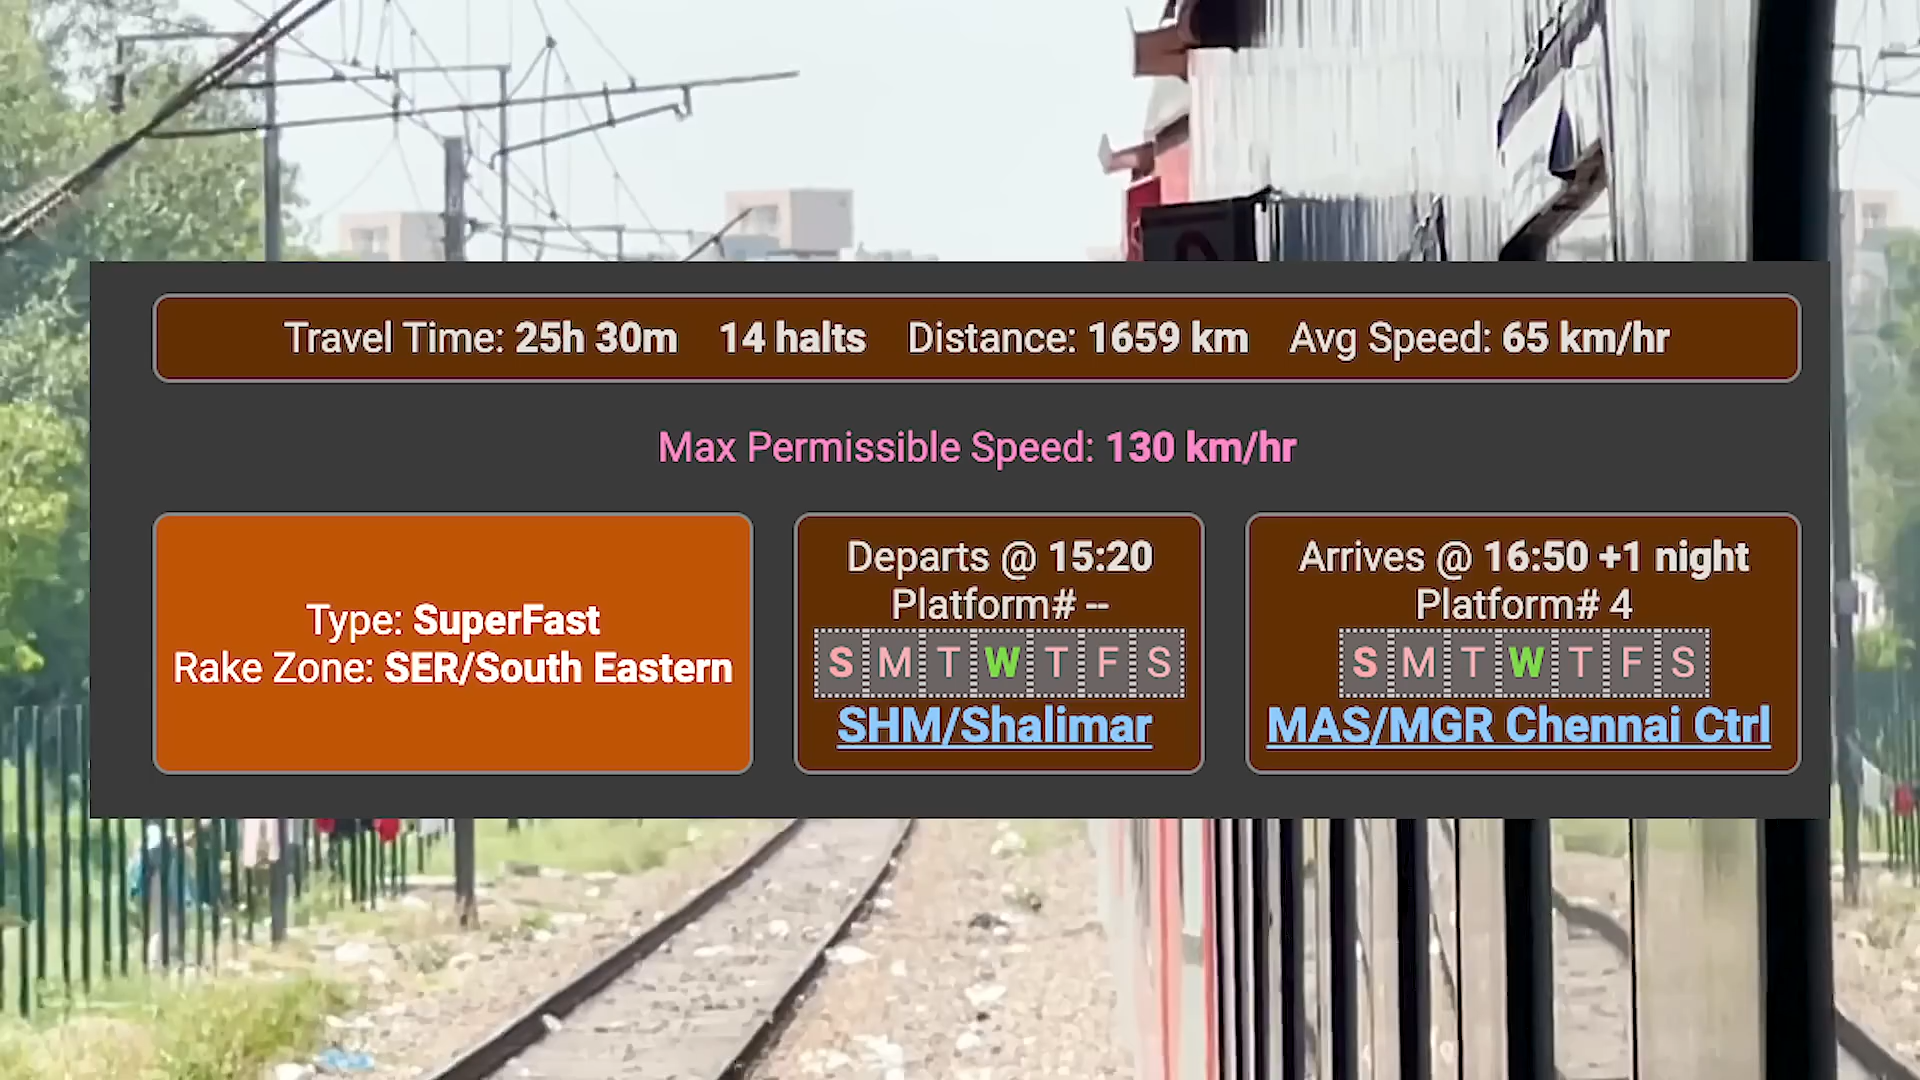 Travel Time: 25h 30m 14 halts Distance: 1659 km Avg Speed: 65 km/hr
Max Permissible Speed: 130 km/hr
Type: SuperFast
Rake Zone: SER/South Eastern
Departs @ 15:20
Platform# --
S M T W T F S
SHM/Shalimar
Arrives @ 16:50 +1 night
Platform# 4
S M T W T F S
MAS/MGR Chennai Ctrl